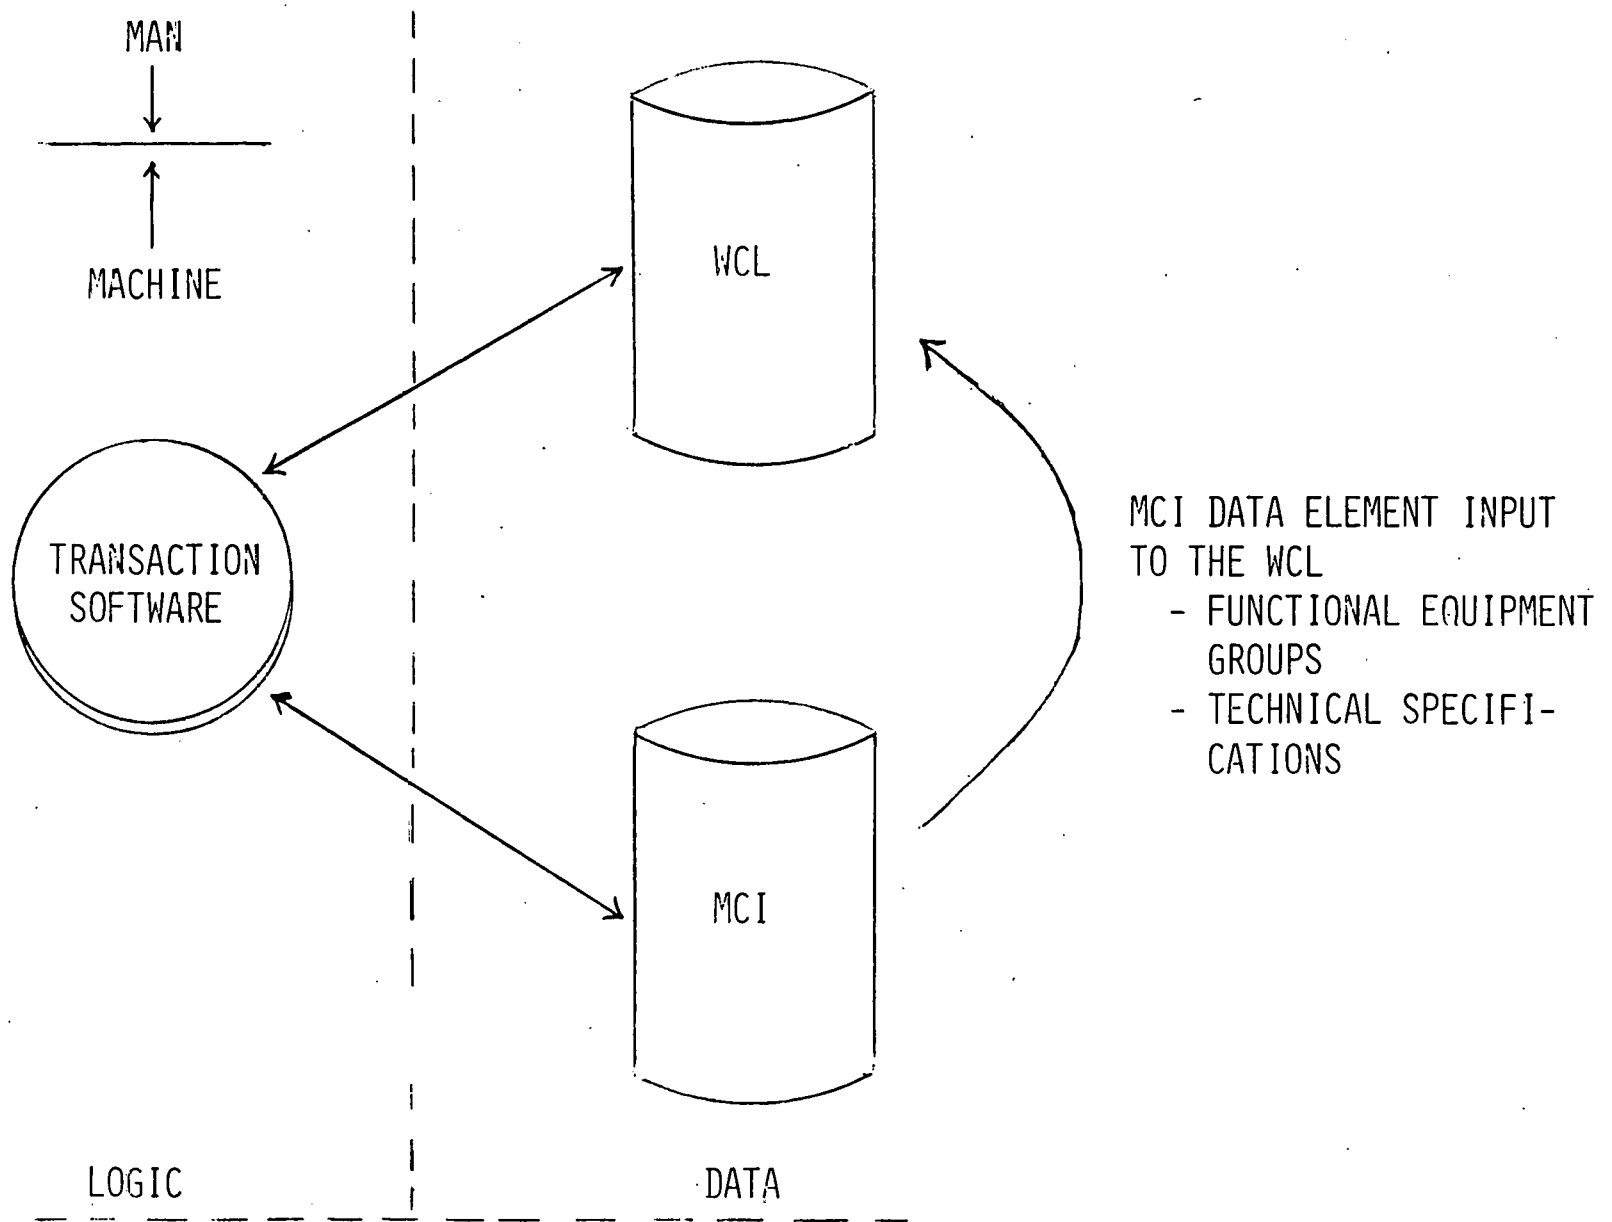 MAN
MACHINE
WCL
TRANSACTION
SOFTWARE
MCI DATA ELEMENT INPUT
TO THE WCL
- FUNCTIONAL EQUIPMENT
GROUPS
- TECHNICAL SPECIFI-
CATIONS
MCI
LOGIC
DATA